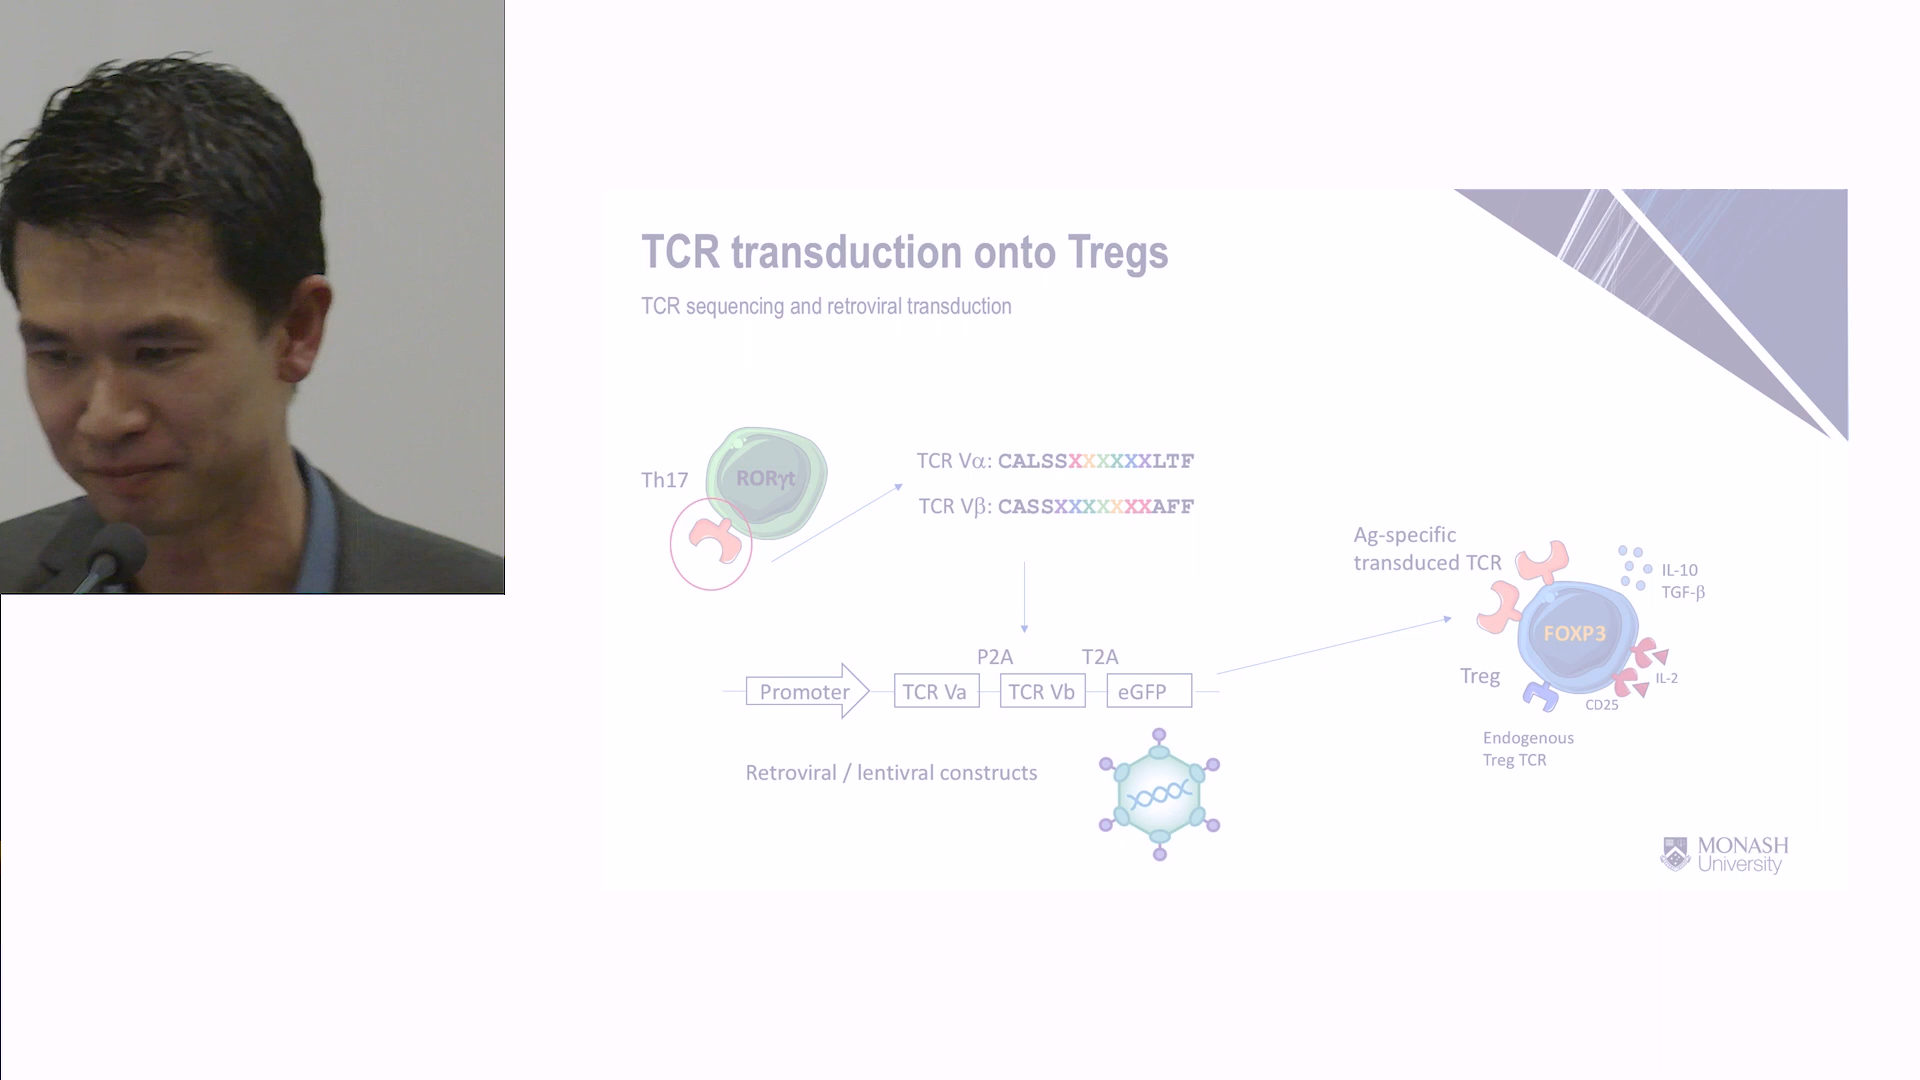 TCR transduction onto Tregs
TCR sequencing and retroviral transduction
Th17
RORγt
TCR Vα: CALSSXXXXXXLTF
TCR Vβ: CASSXXXXXXXAFF
P2A
T2A
Promoter
TCR Va
TCR Vb
eGFP
Retroviral / lentivral constructs
Ag-specific
transduced TCR
IL-10
TGF-β
FOXP3
Treg
IL-2
CD25
Endogenous
Treg TCR
MONASH
University